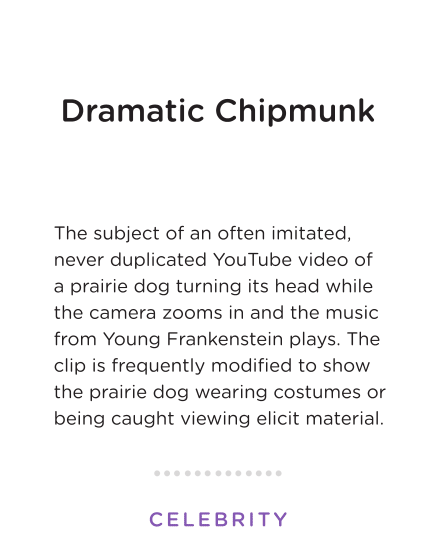 Dramatic Chipmunk
The subject of an often imitated,
never duplicated YouTube video of
a prairie dog turning its head while
the camera zooms in and the music
from Young Frankenstein plays. The
clip is frequently modified to show
the prairie dog wearing costumes or
being caught viewing elicit material.
CELEBRITY